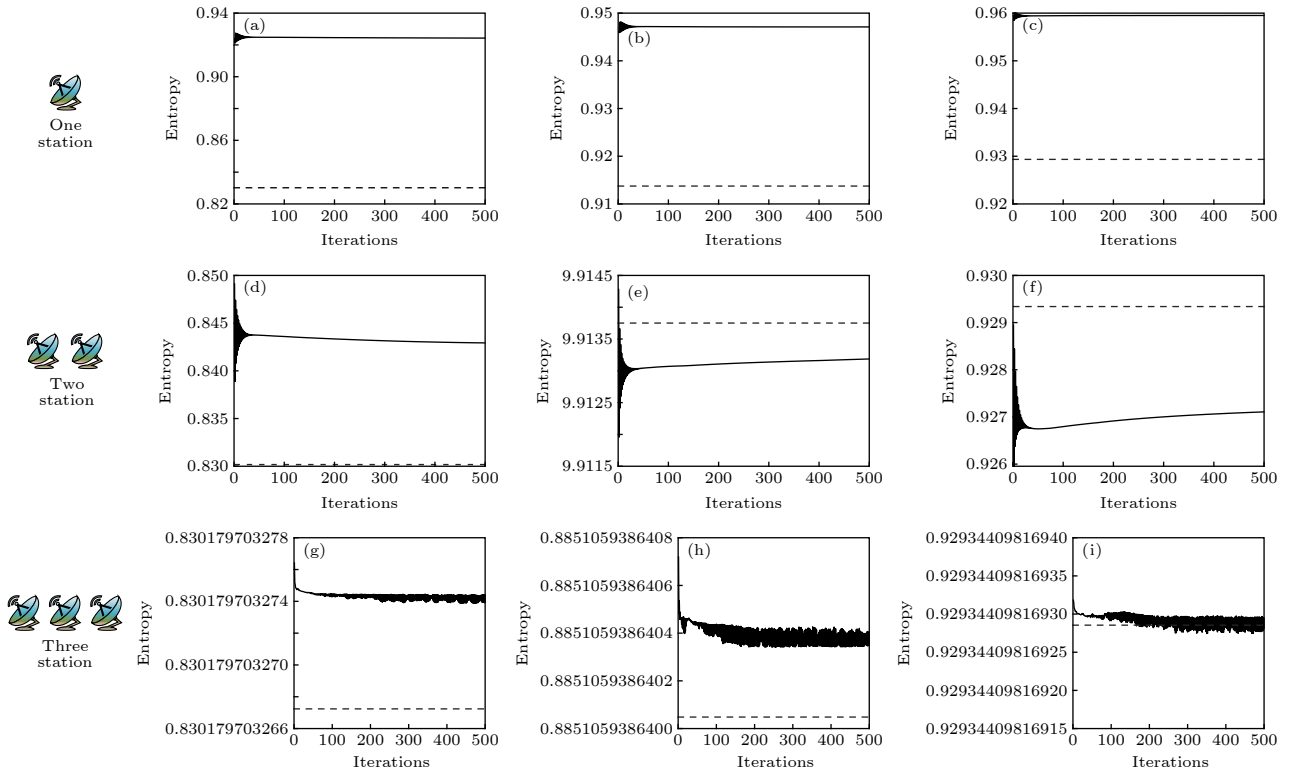 0.94
(a)
0.90
0.86
0.82
Entropy
0
100
200
300
400
500
Iterations
0.95
(b)
0.94
0.93
0.92
0.91
Entropy
0
100
200
300
400
500
Iterations
0.96
(c)
0.95
0.94
0.93
0.92
Entropy
0
100
200
300
400
500
Iterations
One
station
0.850
(d)
0.845
0.840
0.835
0.830
Entropy
0
100
200
300
400
500
Iterations
9.9145
(e)
9.9135
9.9125
9.9115
Entropy
0
100
200
300
400
500
Iterations
0.930
(f)
0.929
0.928
0.927
0.926
Entropy
0
100
200
300
400
500
Iterations
Two
station
0.830179703278
(g)
0.830179703274
0.830179703270
0.830179703266
Entropy
0
100
200
300
400
500
Iterations
0.8851059386408
(h)
0.8851059386406
0.8851059386404
0.8851059386402
0.8851059386400
Entropy
0
100
200
300
400
500
Iterations
0.92934409816940
(i)
0.92934409816935
0.92934409816930
0.92934409816925
0.92934409816920
0.92934409816915
Entropy
0
100
200
300
400
500
Iterations
Three
station